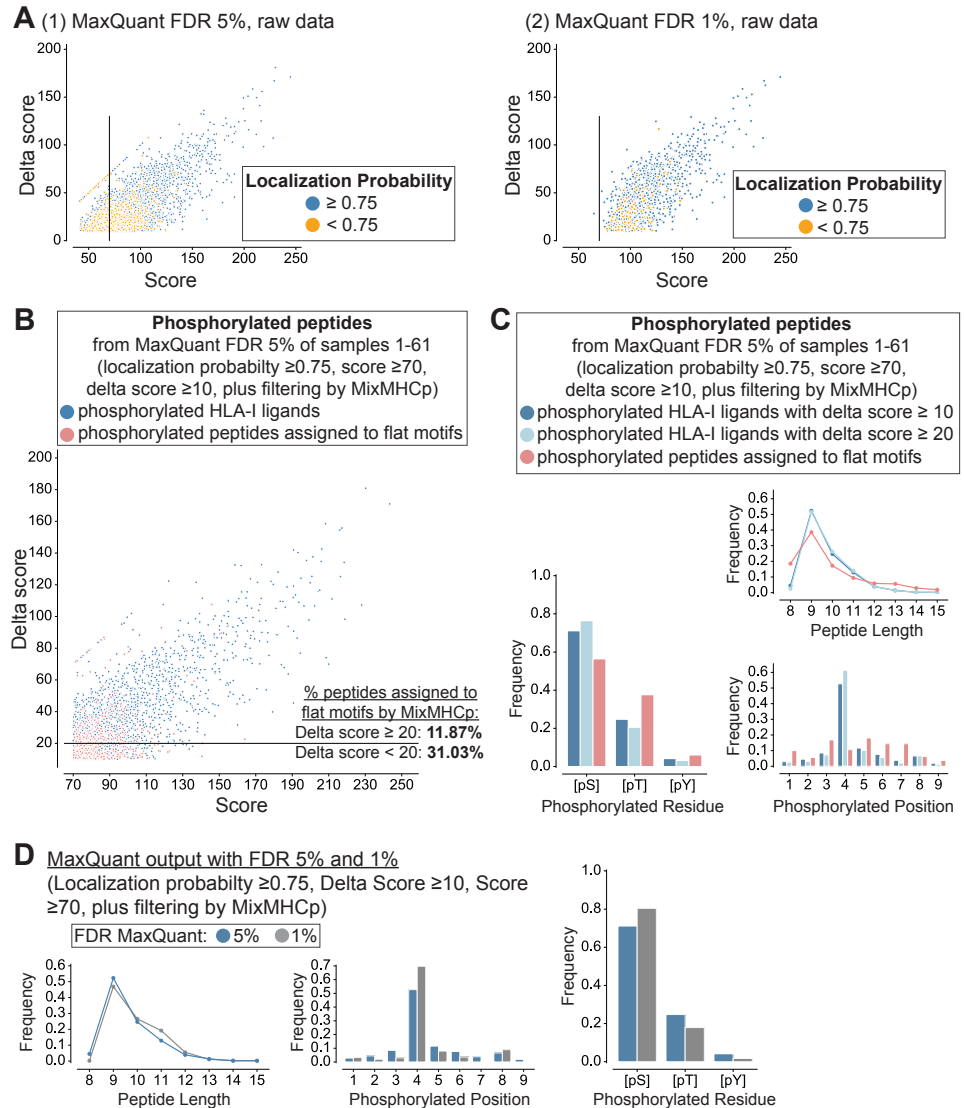 A
(1) MaxQuant FDR 5%, raw data
200
150
100
50
0
Delta score
50 100 150 200 250
Score
Localization Probability
≥ 0.75
< 0.75
(2) MaxQuant FDR 1%, raw data
200
150
100
50
0
Delta score
50 100 150 200 250
Score
Localization Probability
≥ 0.75
< 0.75
B
Phosphorylated peptides
from MaxQuant FDR 5% of samples 1-61
(localization probabilty ≥0.75, score ≥70,
delta score ≥10, plus filtering by MixMHCp)
phosphorylated HLA-I ligands
phosphorylated peptides assigned to flat motifs
200
180
160
140
120
100
80
60
40
20
Delta score
% peptides assigned to
flat motifs by MixMHCp:
Delta score ≥ 20: 11.87%
Delta score < 20: 31.03%
70 90 110 130 150 170 190 210 230 250
Score
C
Phosphorylated peptides
from MaxQuant FDR 5% of samples 1-61
(localization probabilty ≥0.75, score ≥70,
delta score ≥10, plus filtering by MixMHCp)
phosphorylated HLA-I ligands with delta score ≥ 10
phosphorylated HLA-I ligands with delta score ≥ 20
phosphorylated peptides assigned to flat motifs
1.0
0.8
0.6
0.4
0.2
0.0
Frequency
[pS] [pT] [pY]
Phosphorylated Residue
0.6
0.5
0.4
0.3
0.2
0.1
0.0
Frequency
8 9 10 11 12 13 14 15
Peptide Length
0.6
0.5
0.4
0.3
0.2
0.1
0.0
Frequency
1 2 3 4 5 6 7 8 9
Phosphorylated Position
D
MaxQuant output with FDR 5% and 1%
(Localization probabilty ≥0.75, Delta Score ≥10, Score
≥70, plus filtering by MixMHCp)
FDR MaxQuant: 5% 1%
0.6
0.5
0.4
0.3
0.2
0.1
0.0
Frequency
8 9 10 11 12 13 14 15
Peptide Length
0.7
0.6
0.5
0.4
0.3
0.2
0.1
0.0
Frequency
1 2 3 4 5 6 7 8 9
Phosphorylated Position
1.0
0.8
0.6
0.4
0.2
0.0
Frequency
[pS] [pT] [pY]
Phosphorylated Residue